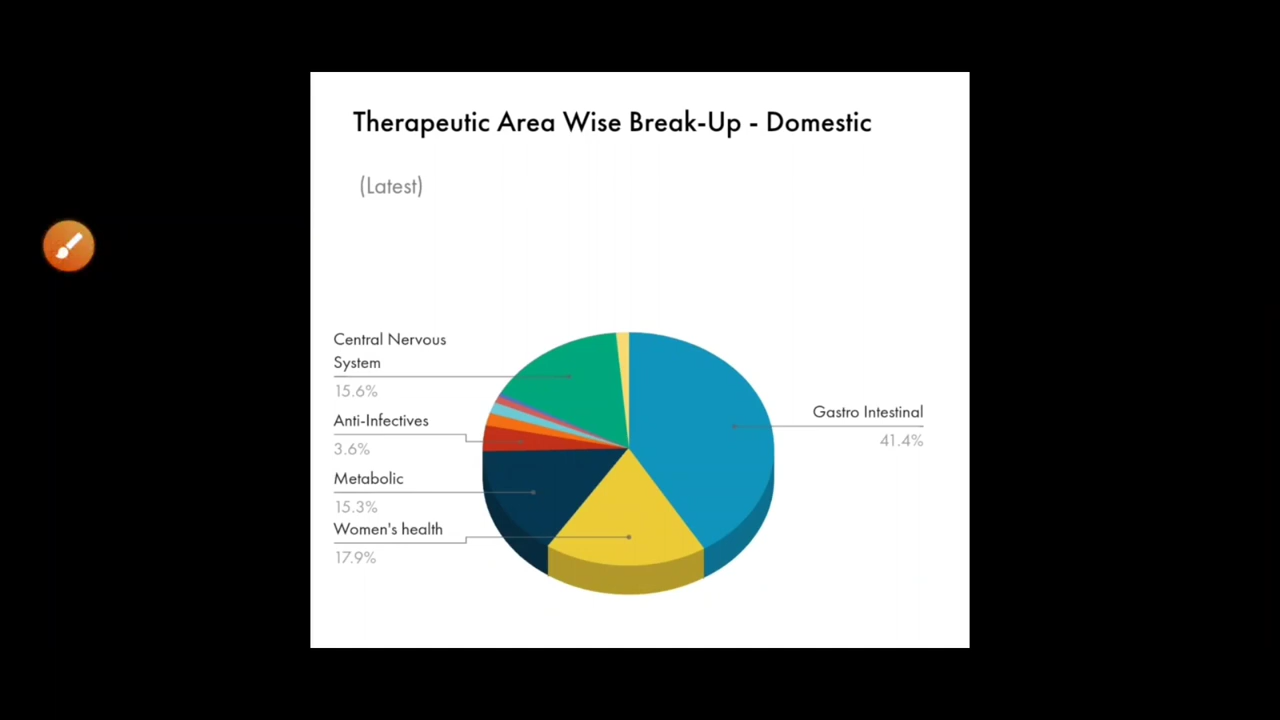 Therapeutic Area Wise Break-Up - Domestic
(Latest)
Central Nervous
System
15.6%
Anti-Infectives
3.6%
Metabolic
15.3%
Women's health
17.9%
Gastro Intestinal
41.4%